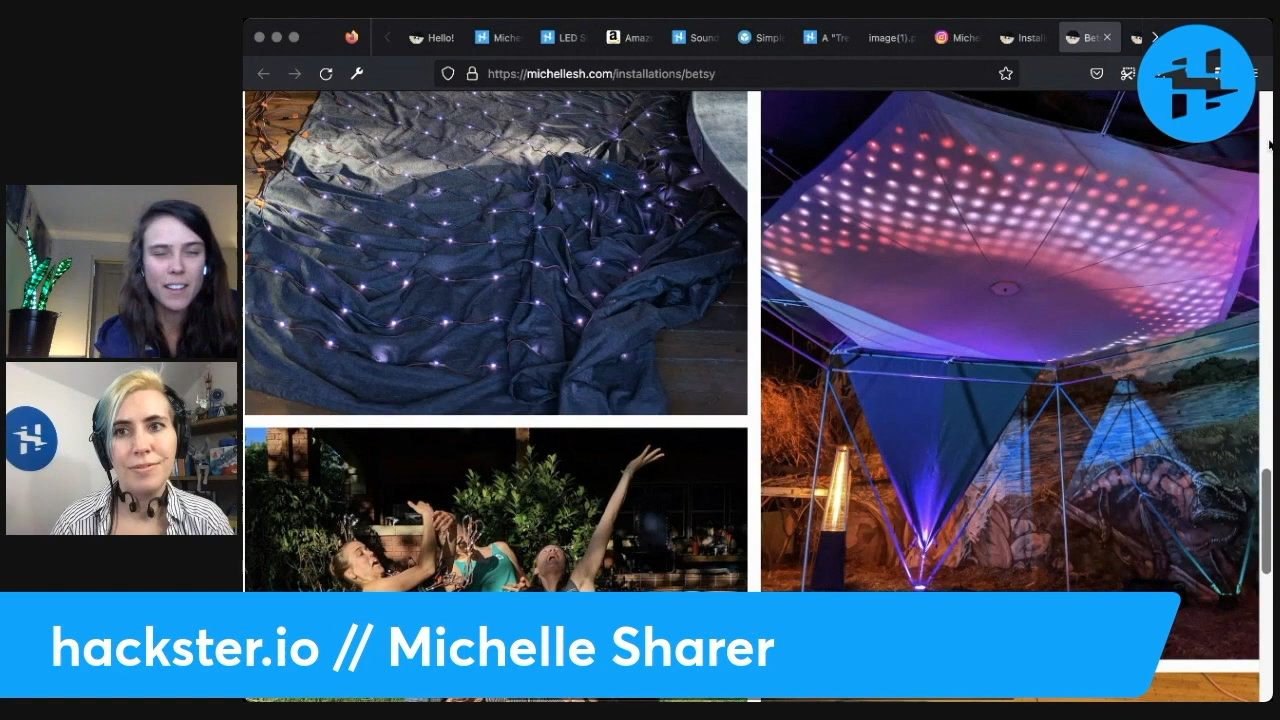 Hello!
Miche
LED S
Amaz
Sound
Simple
A "Tre
image(1).p
Miche
Instal
Bet
https://michellesh.com/installations/betsy
hackster.io // Michelle Sharer